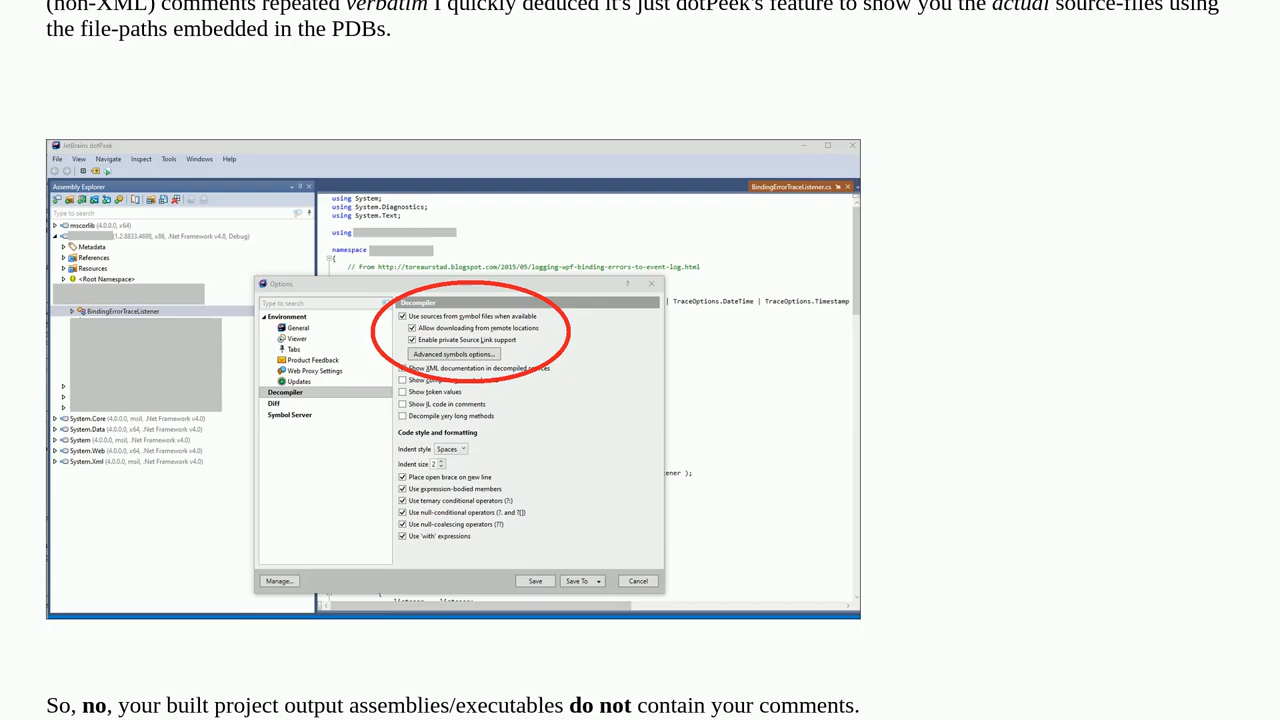 (non-XML) comments repeated verbatim I quickly deduced it's just dotPeek's feature to show you the actual source-files using
the file-paths embedded in the PDBs.
JetBrains dotPeek
File View Navigate Inspect Tools Windows Help
Assembly Explorer
BindingErrorTraceListener.cs
Type to search
mscorlib (4.0.0.0, x64)
(1.2.8833.4698, x86, .Net Framework v4.8, Debug)
Metadata
References
Resources
<Root Namespace>
BindingErrorTraceListener
System.Core (4.0.0.0, msil, .Net Framework v4.0)
System.Data (4.0.0.0, x64, .Net Framework v4.0)
System (4.0.0.0, msil, .Net Framework v4.0)
System.Web (4.0.0.0, x64, .Net Framework v4.0)
System.Xml (4.0.0.0, msil, .Net Framework v4.0)
using System;
using System.Diagnostics;
using System.Text;
using
namespace
{
// From http://toreaurstad.blogspot.com/2015/05/logging-wpf-binding-errors-to-event-log.html
| TraceOptions.DateTime | TraceOptions.Timestamp
ener );
Options
Type to search
Environment
General
Viewer
Tabs
Product Feedback
Web Proxy Settings
Updates
Decompiler
Diff
Symbol Server
Decompiler
Use sources from symbol files when available
Allow downloading from remote locations
Enable private Source Link support
Advanced symbols options...
Show XML documentation in decompiled sources
Show
Show token values
Show IL code in comments
Decompile very long methods
Code style and formatting
Indent style Spaces
Indent size 2
Place open brace on new line
Use expression-bodied members
Use ternary conditional operators (?:)
Use null-conditional operators (?. and ?[])
Use null-coalescing operators (??)
Use 'with' expressions
Manage... Save Save To Cancel
So, no, your built project output assemblies/executables do not contain your comments.